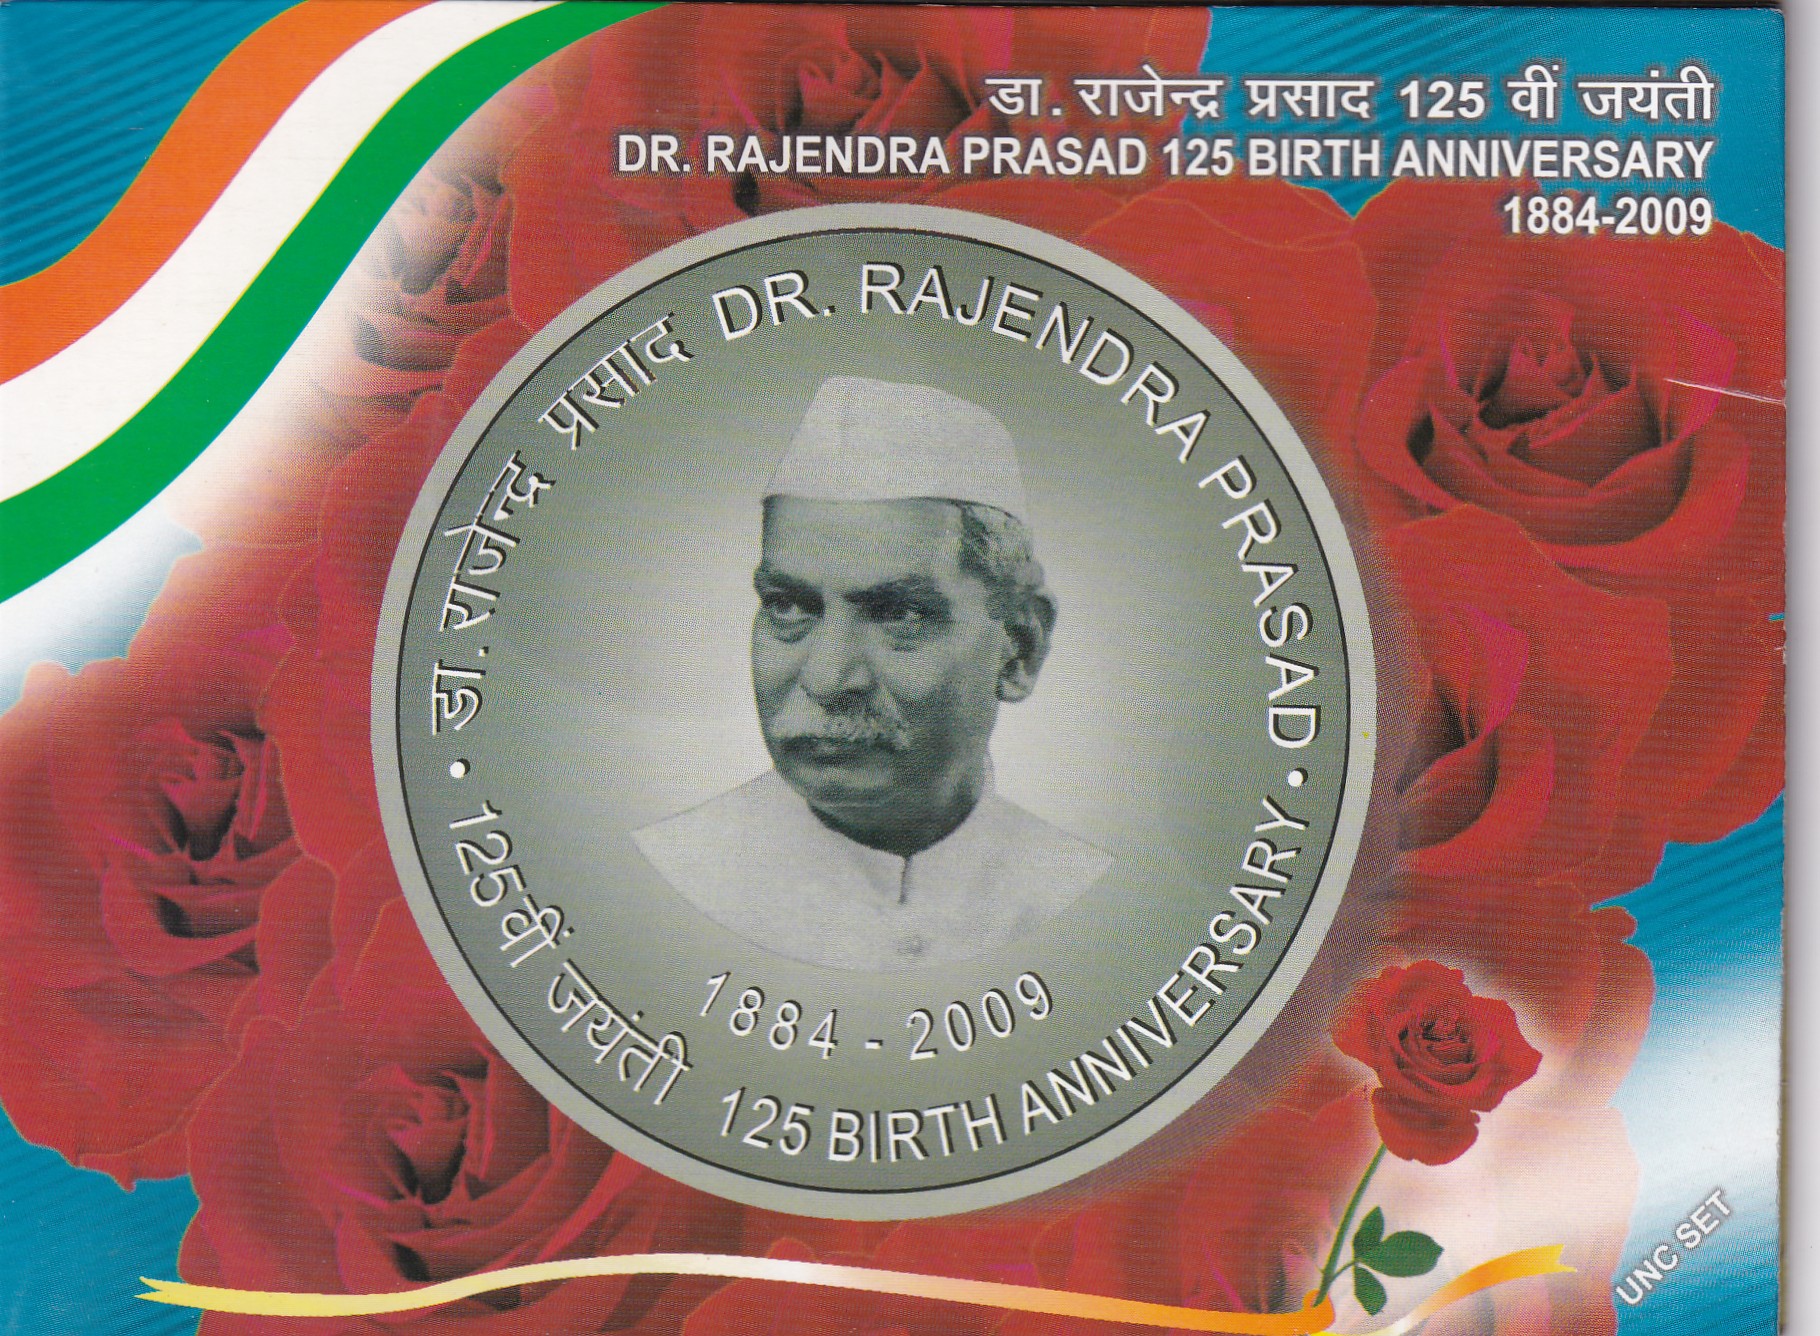 डा. राजेन्द्र प्रसाद 125 वीं जयंती
DR. RAJENDRA PRASAD 125 BIRTH ANNIVERSARY
1884-2009
डा. राजेन्द्र प्रसाद DR. RAJENDRA PRASAD
1884 - 2009
125वीं जयंती 125 BIRTH ANNIVERSARY
UNC SET